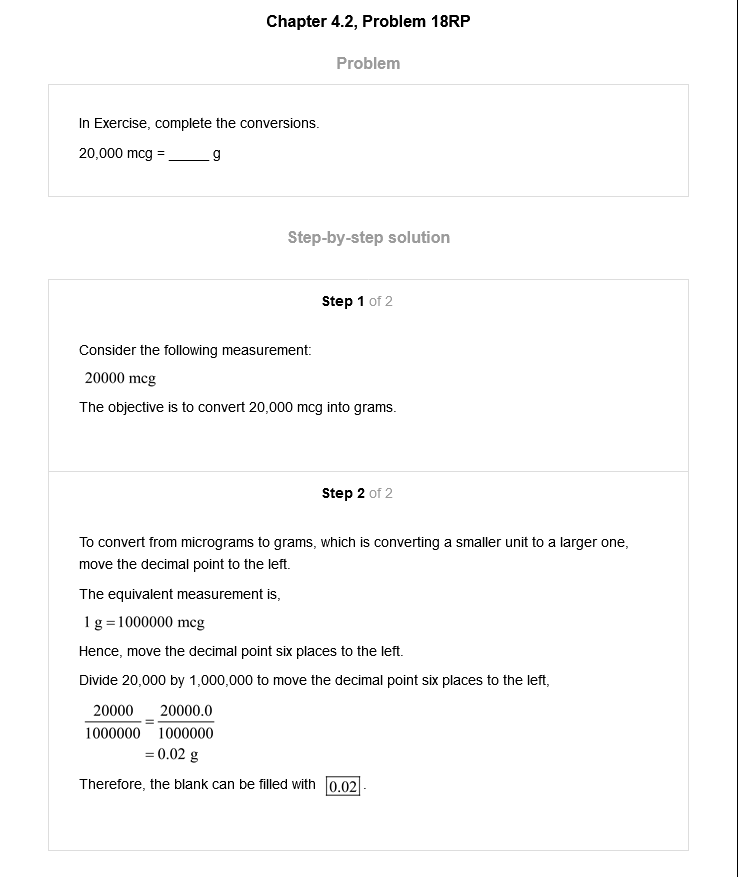 Chapter 4.2, Problem 18RP
Problem
In Exercise, complete the conversions.
20,000 mcg = _____ g
Step-by-step solution
Step 1 of 2
Consider the following measurement:
20000 mcg
The objective is to convert 20,000 mcg into grams.
Step 2 of 2
To convert from micrograms to grams, which is converting a smaller unit to a larger one,
move the decimal point to the left.
The equivalent measurement is,
1 g = 1000000 mcg
Hence, move the decimal point six places to the left.
Divide 20,000 by 1,000,000 to move the decimal point six places to the left,
20000/1000000 = 20000.0/1000000
= 0.02 g
Therefore, the blank can be filled with 0.02.